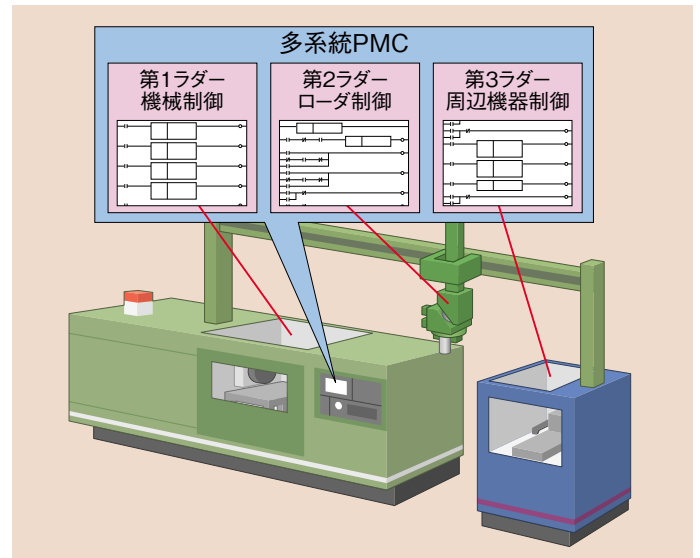 多系統PMC
第1ラダー
機械制御
第2ラダー
ローダ制御
第3ラダー
周辺機器制御